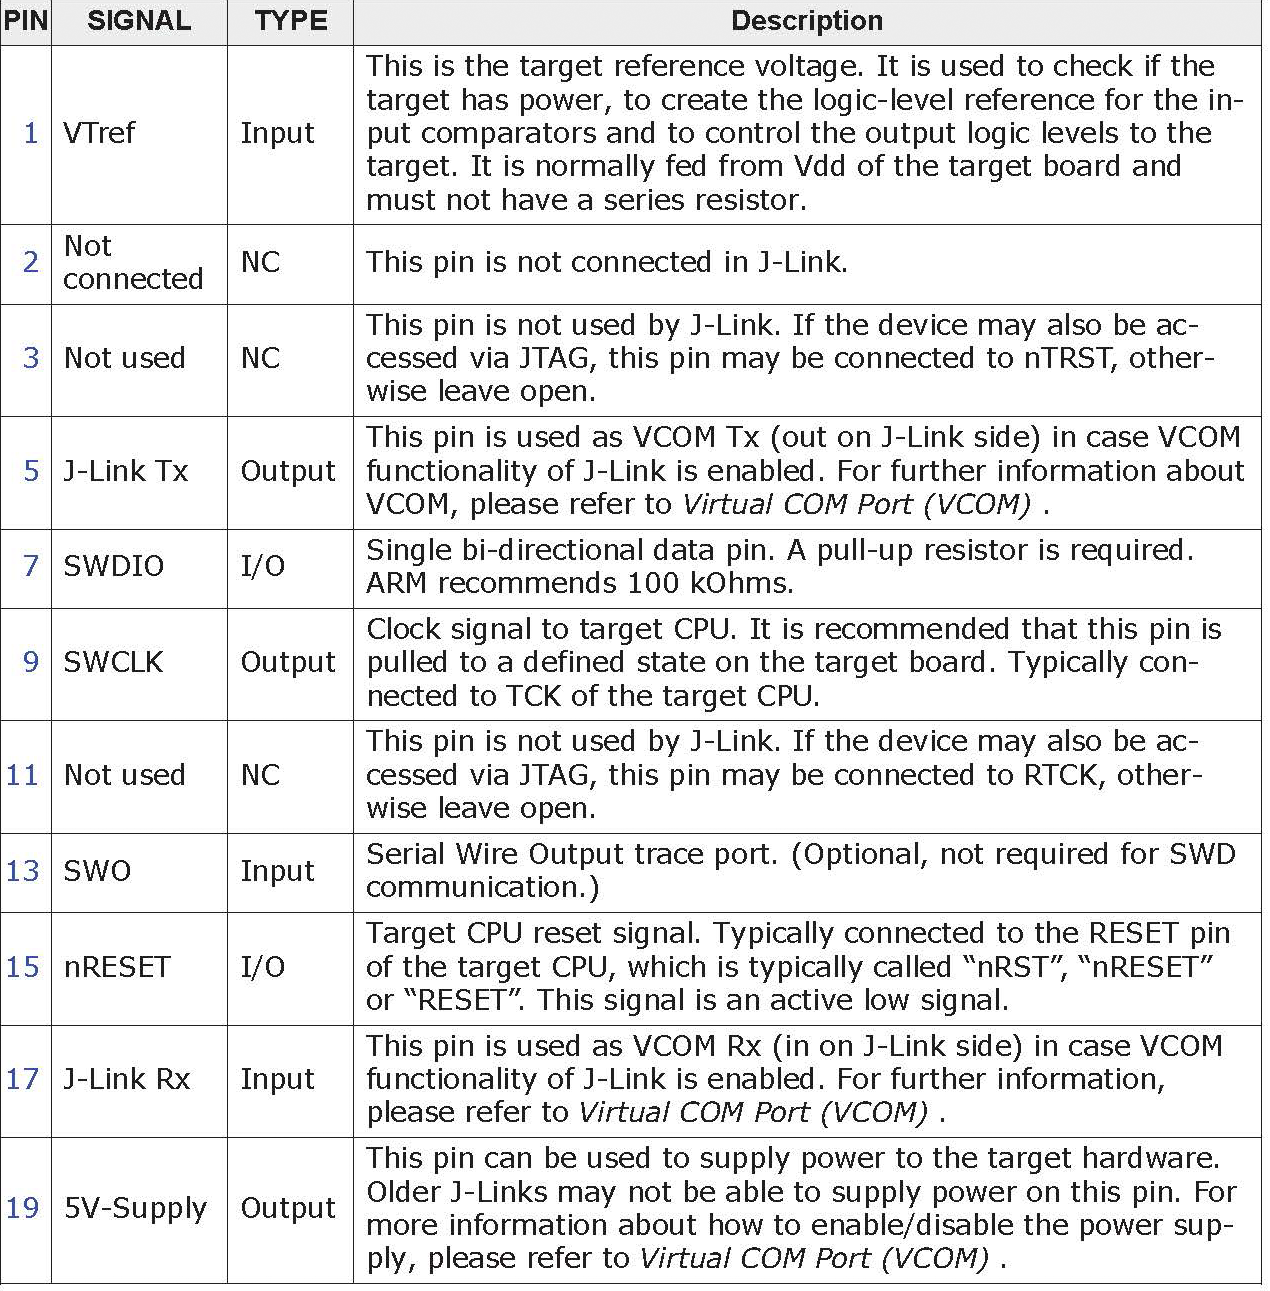 PIN SIGNAL TYPE Description
1 VTref Input This is the target reference voltage. It is used to check if the
target has power, to create the logic-level reference for the in-
put comparators and to control the output logic levels to the
target. It is normally fed from Vdd of the target board and
must not have a series resistor.
2 Not
connected NC This pin is not connected in J-Link.
3 Not used NC This pin is not used by J-Link. If the device may also be ac-
cessed via JTAG, this pin may be connected to nTRST, other-
wise leave open.
5 J-Link Tx Output This pin is used as VCOM Tx (out on J-Link side) in case VCOM
functionality of J-Link is enabled. For further information about
VCOM, please refer to Virtual COM Port (VCOM) .
7 SWDIO I/O Single bi-directional data pin. A pull-up resistor is required.
ARM recommends 100 kOhms.
9 SWCLK Output Clock signal to target CPU. It is recommended that this pin is
pulled to a defined state on the target board. Typically con-
nected to TCK of the target CPU.
11 Not used NC This pin is not used by J-Link. If the device may also be ac-
cessed via JTAG, this pin may be connected to RTCK, other-
wise leave open.
13 SWO Input Serial Wire Output trace port. (Optional, not required for SWD
communication.)
15 nRESET I/O Target CPU reset signal. Typically connected to the RESET pin
of the target CPU, which is typically called “nRST”, “nRESET”
or “RESET”. This signal is an active low signal.
17 J-Link Rx Input This pin is used as VCOM Rx (in on J-Link side) in case VCOM
functionality of J-Link is enabled. For further information,
please refer to Virtual COM Port (VCOM) .
19 5V-Supply Output This pin can be used to supply power to the target hardware.
Older J-Links may not be able to supply power on this pin. For
more information about how to enable/disable the power sup-
ply, please refer to Virtual COM Port (VCOM) .